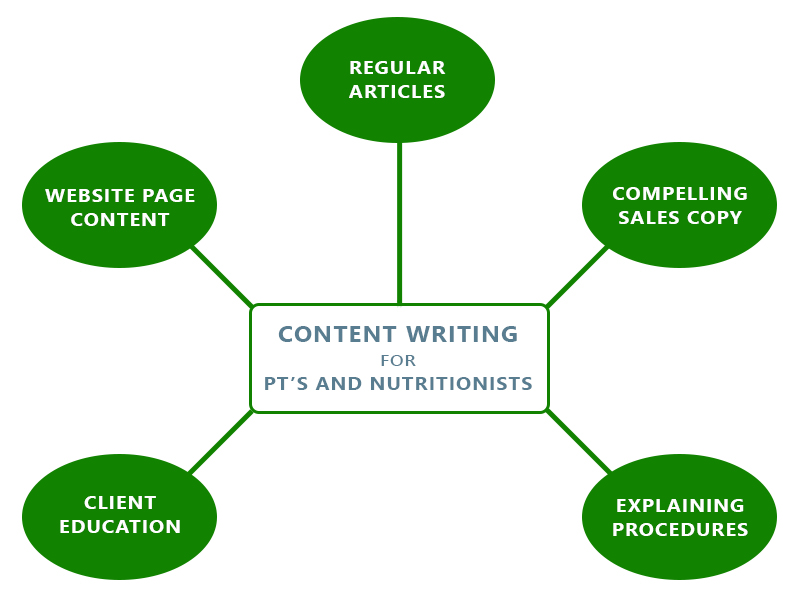 REGULAR
ARTICLES
WEBSITE PAGE
CONTENT
COMPELLING
SALES COPY
CONTENT WRITING
FOR
PT’S AND NUTRITIONISTS
CLIENT
EDUCATION
EXPLAINING
PROCEDURES